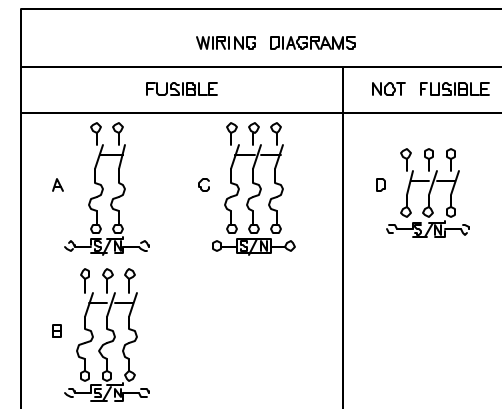 WIRING DIAGRAMS
FUSIBLE
NOT FUSIBLE
A
S/N
C
S/N
D
S/N
B
S/N